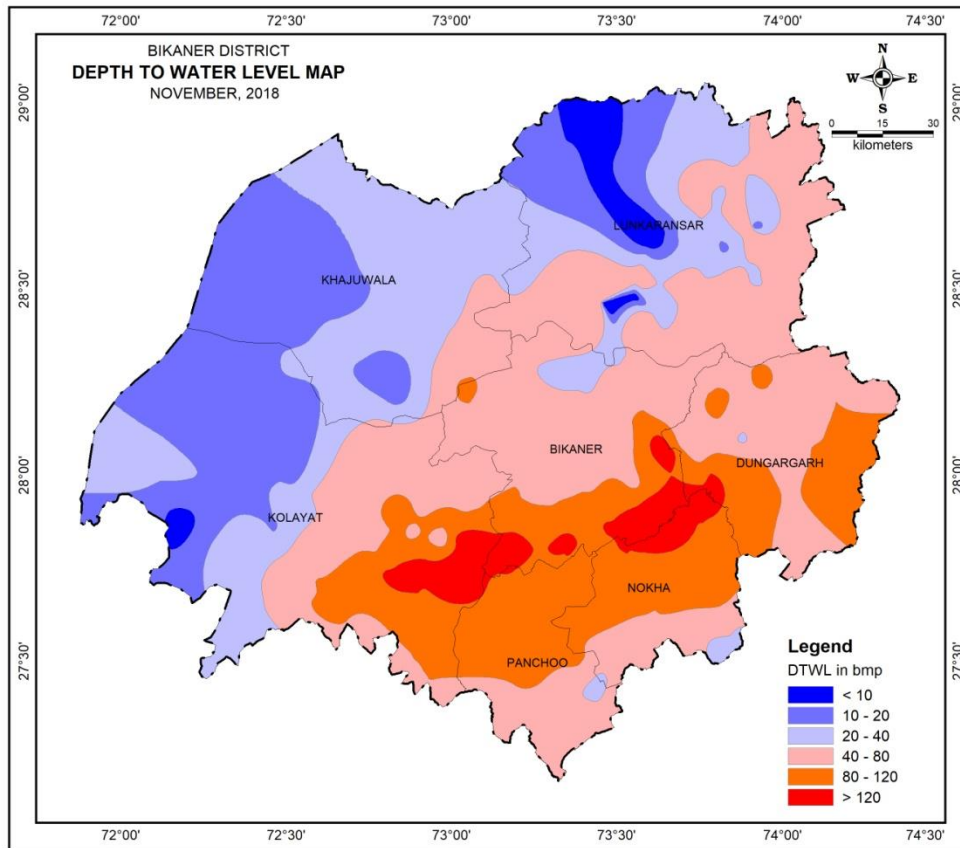 72°00'
72°30'
73°00'
73°30'
74°00'
74°30'
BIKANER DISTRICT
DEPTH TO WATER LEVEL MAP
NOVEMBER, 2018
N
W E
S
0 15 30
kilometers
29°00'
29°00'
LUNKARANSAR
KHAJUWALA
28°30'
28°30'
BIKANER
DUNGARGARH
28°00'
28°00'
KOLAYAT
NOKHA
PANCHOO
27°30'
27°30'
Legend
DTWL in bmp
< 10
10 - 20
20 - 40
40 - 80
80 - 120
> 120
72°00'
72°30'
73°00'
73°30'
74°00'
74°30'